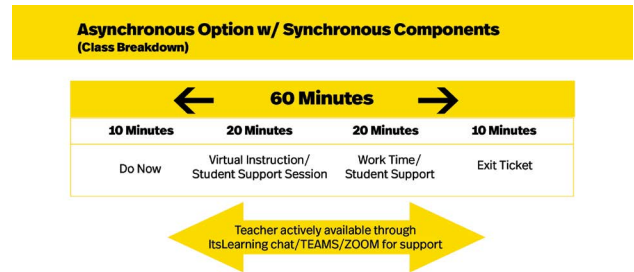 Asynchronous Option w/ Synchronous Components
(Class Breakdown)
60 Minutes
10 Minutes 20 Minutes 20 Minutes 10 Minutes
Do Now
Virtual Instruction/
Student Support Session
Work Time/
Student Support
Exit Ticket
Teacher actively available through
ItsLearning chat/TEAMS/ZOOM for support